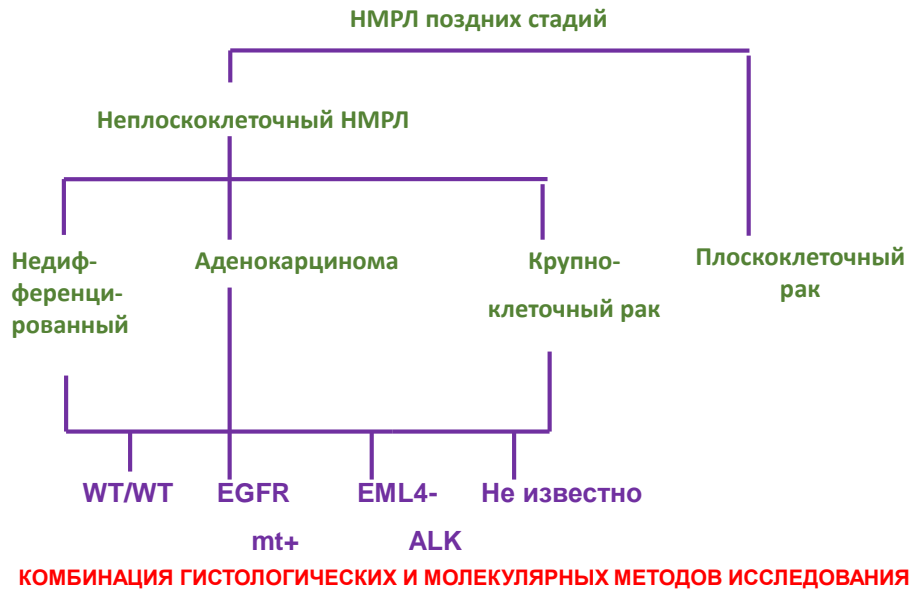 НМРЛ поздних стадий
Неплоскоклеточный НМРЛ
Недиф-
ференци-
рованный
Аденокарцинома
Крупно-
клеточный рак
Плоскоклеточный
рак
WT/WT
EGFR
mt+
EML4-
ALK
Не известно
КОМБИНАЦИЯ ГИСТОЛОГИЧЕСКИХ И МОЛЕКУЛЯРНЫХ МЕТОДОВ ИССЛЕДОВАНИЯ